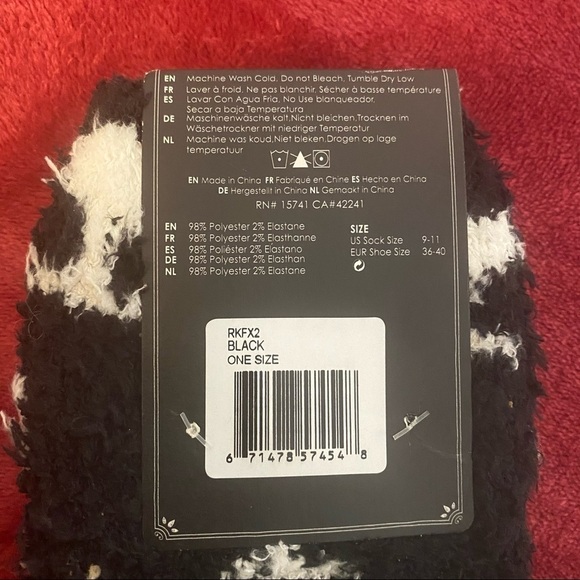 EN Machine Wash Cold, Do not Bleach, Tumble Dry Low
FR Laver à froid, Ne pas blanchir, Sécher à basse température
ES Lavar Con Agua Fria, No Use blanqueador,
Secar a baja Temperatura
DE Maschinenwäsche kalt,Nicht bleichen,Trocknen im
Wäschetrockner mit niedriger Temperatur
NL Machine was koud,Niet bleken,Drogen op lage
temperatuur
EN Made in China FR Fabriqué en Chine ES Hecho en China
DE Hergestellt in China NL Gemaakt in China
RN# 15741 CA#42241
EN 98% Polyester 2% Elastane
FR 98% Polyester 2% Elasthanne
ES 98% Poliéster 2% Elastano
DE 98% Polyester 2% Elasthan
NL 98% Polyester 2% Elastane
SIZE
US Sock Size 9-11
EUR Shoe Size 36-40
RKFX2
BLACK
ONE SIZE
6 71478 57454 8